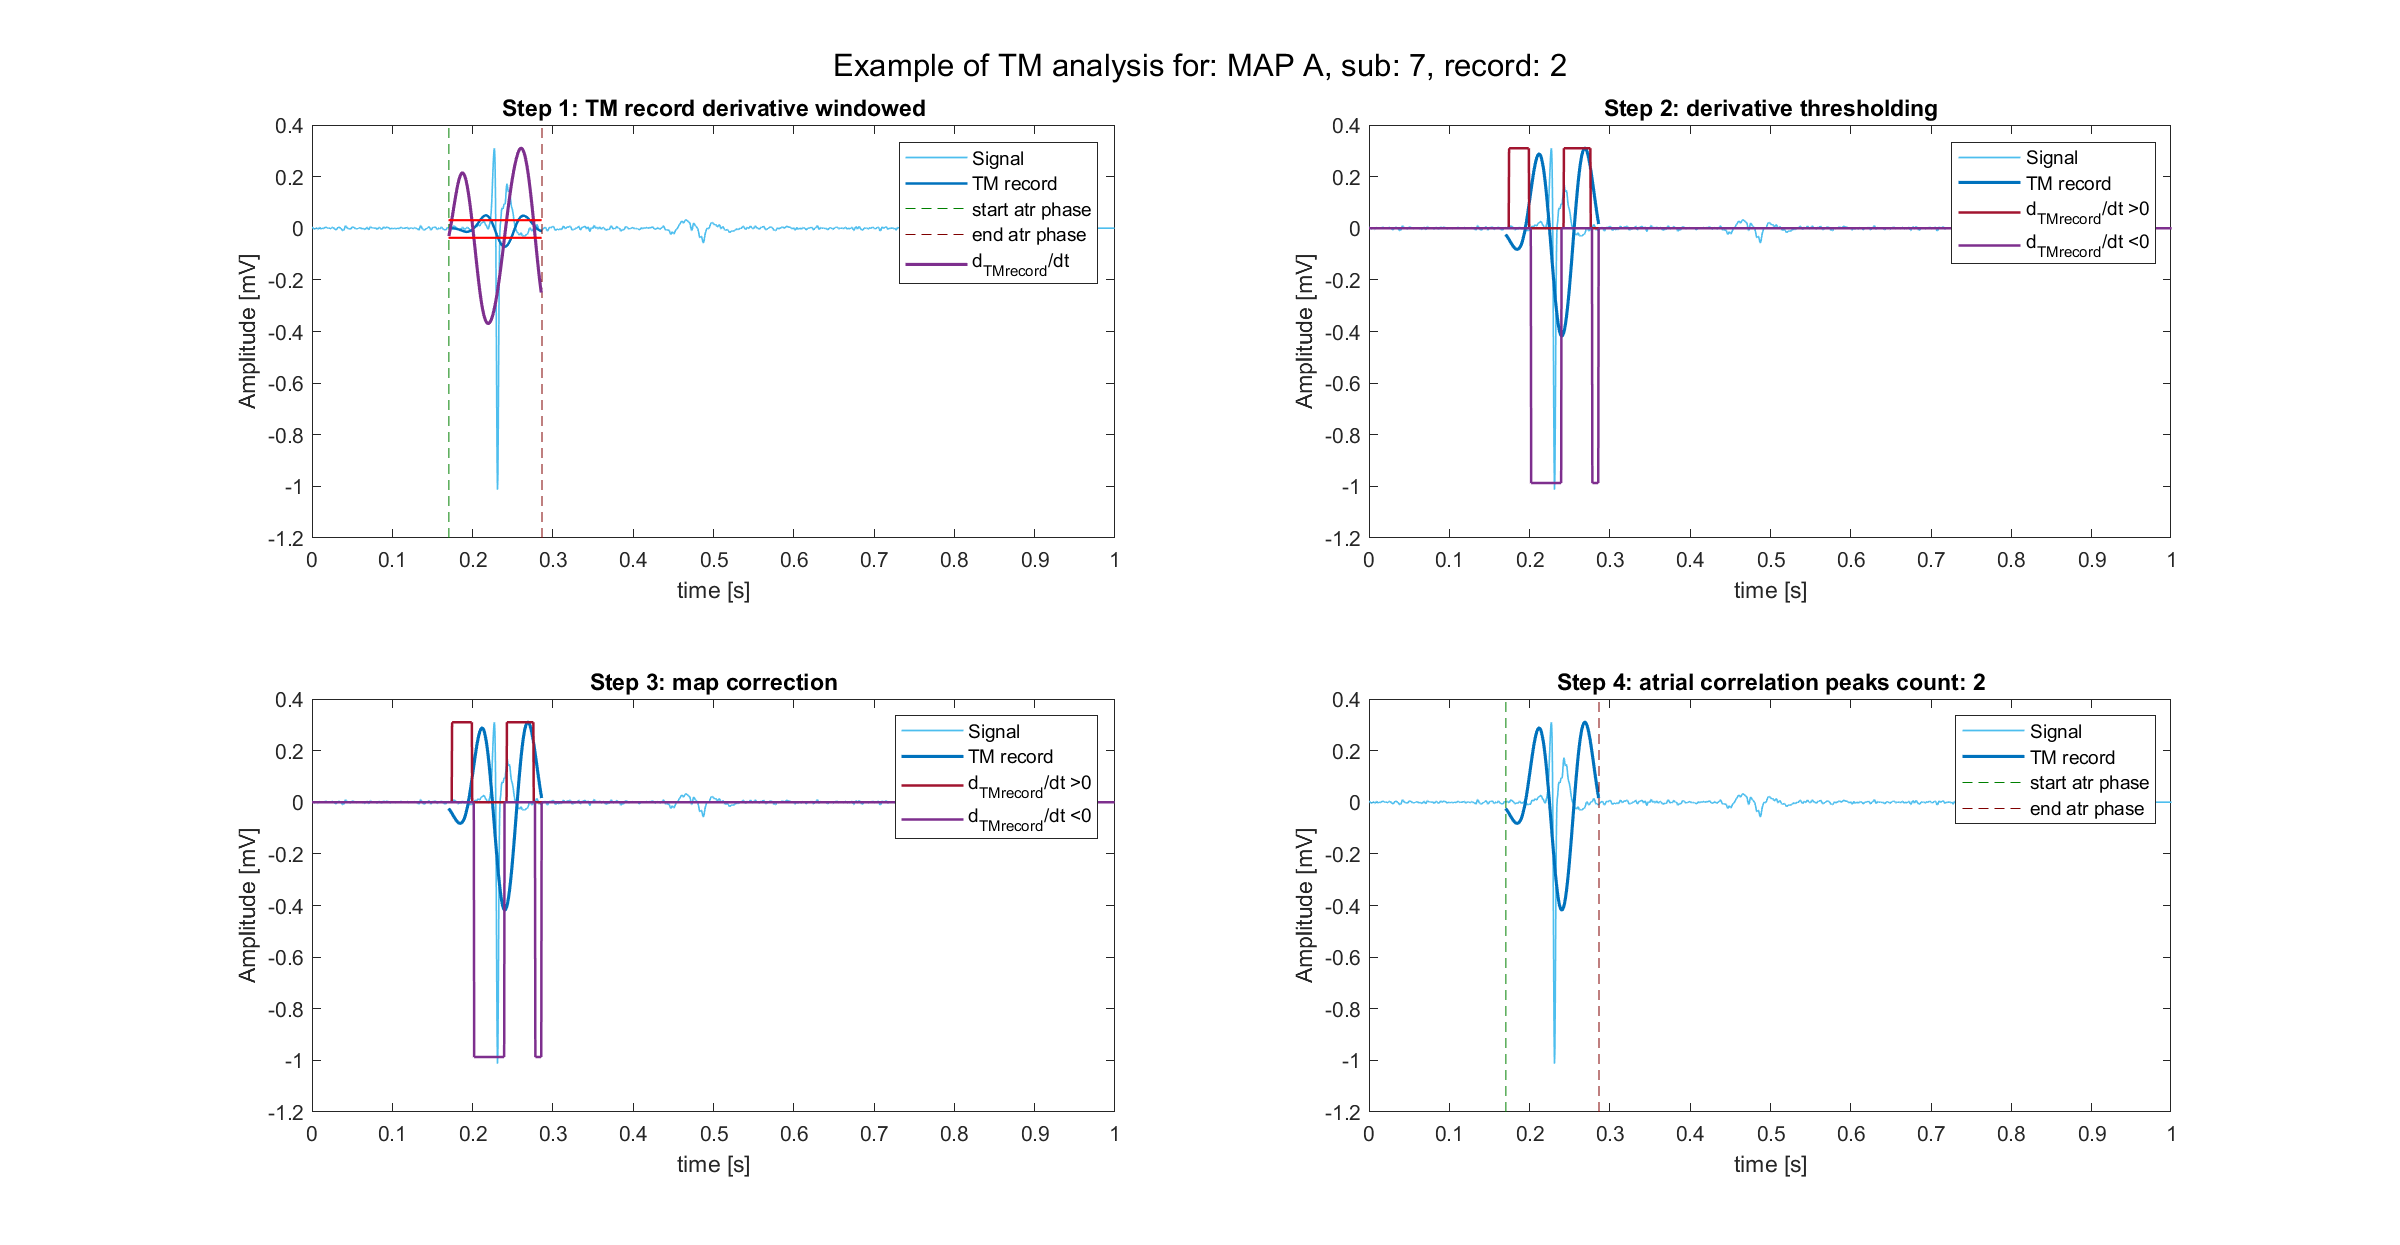 Example of TM analysis for: MAP A, sub: 7, record: 2
Step 1: TM record derivative windowed
0.4
0.2
0
-0.2
-0.4
-0.6
-0.8
-1
-1.2
Amplitude [mV]
0 0.1 0.2 0.3 0.4 0.5 0.6 0.7 0.8 0.9 1
time [s]
Signal
TM record
start atr phase
end atr phase
d_TMrecord/dt
Step 2: derivative thresholding
0.4
0.2
0
-0.2
-0.4
-0.6
-0.8
-1
-1.2
Amplitude [mV]
0 0.1 0.2 0.3 0.4 0.5 0.6 0.7 0.8 0.9 1
time [s]
Signal
TM record
d_TMrecord/dt >0
d_TMrecord/dt <0
Step 3: map correction
0.4
0.2
0
-0.2
-0.4
-0.6
-0.8
-1
-1.2
Amplitude [mV]
0 0.1 0.2 0.3 0.4 0.5 0.6 0.7 0.8 0.9 1
time [s]
Signal
TM record
d_TMrecord/dt >0
d_TMrecord/dt <0
Step 4: atrial correlation peaks count: 2
0.4
0.2
0
-0.2
-0.4
-0.6
-0.8
-1
-1.2
Amplitude [mV]
0 0.1 0.2 0.3 0.4 0.5 0.6 0.7 0.8 0.9 1
time [s]
Signal
TM record
start atr phase
end atr phase